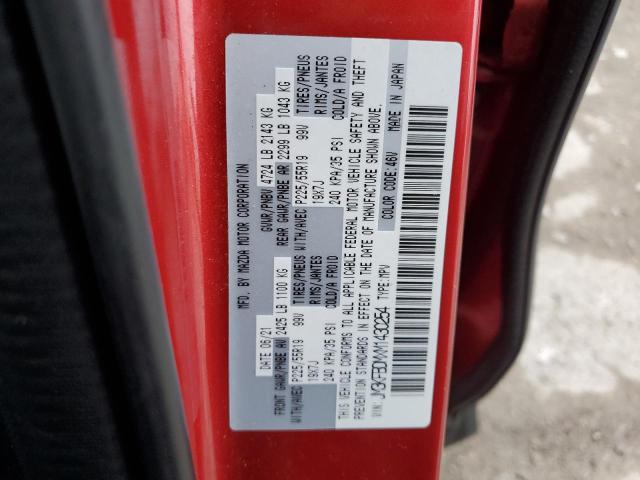 MFD. BY MAZDA MOTOR CORPORATION
DATE 06/21 GVWR/PNBV 4724 LB 2143 KG
FRONT GAWR/PNBE AV 2425 LB 1100 KG REAR GAWR/PNBE AR 2299 LB 1043 KG
WITH/AVEC P225/55R19 99V TIRES/PNEUS WITH/AVEC P225/55R19 99V TIRES/PNEUS
19X7J RIMS/JANTES 19X7J RIMS/JANTES
240 KPA/35 PSI COLD/A FROID 240 KPA/35 PSI COLD/A FROID
THIS VEHICLE CONFORMS TO ALL APPLICABLE FEDERAL MOTOR VEHICLE SAFETY AND THEFT
PREVENTION STANDARDS IN EFFECT ON THE DATE OF MANUFACTURE SHOWN ABOVE.
VIN: TYPE:MPV COLOR CODE:46V MADE IN JAPAN